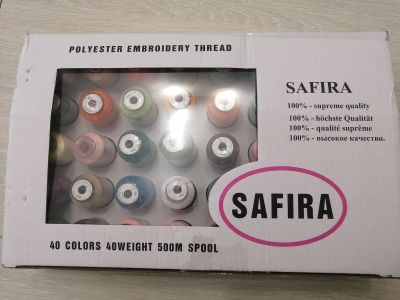 POLYESTER EMBROIDERY THREAD
SAFIRA
100% - supreme quality
100% - höchste Qualität
100% - qualité suprême
100% - высокое качество.
SAFIRA
40 COLORS 40WEIGHT 500M SPOOL